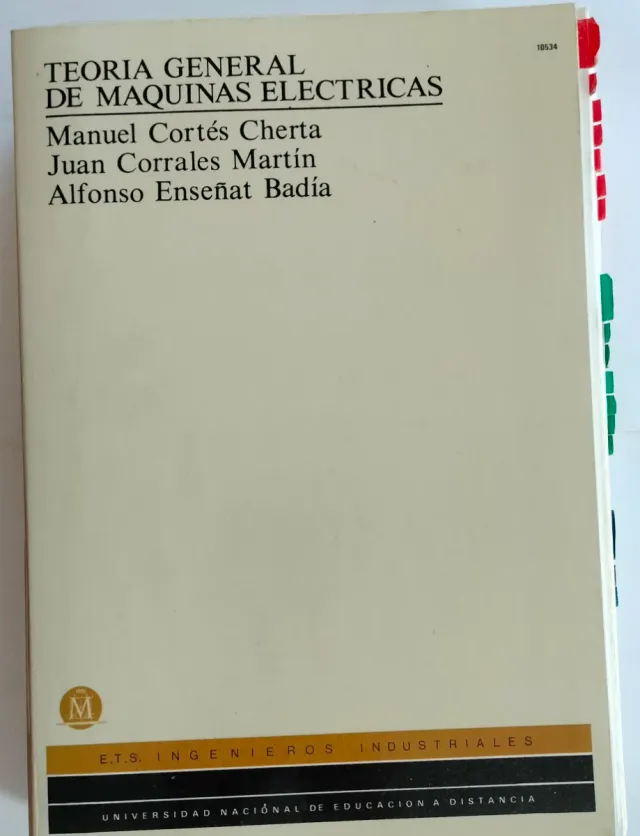 10534
TEORIA GENERAL
DE MAQUINAS ELECTRICAS
Manuel Cortés Cherta
Juan Corrales Martín
Alfonso Enseñat Badía
M
E.T.S. INGENIEROS INDUSTRIALES
UNIVERSIDAD NACIONAL DE EDUCACION A DISTANCIA